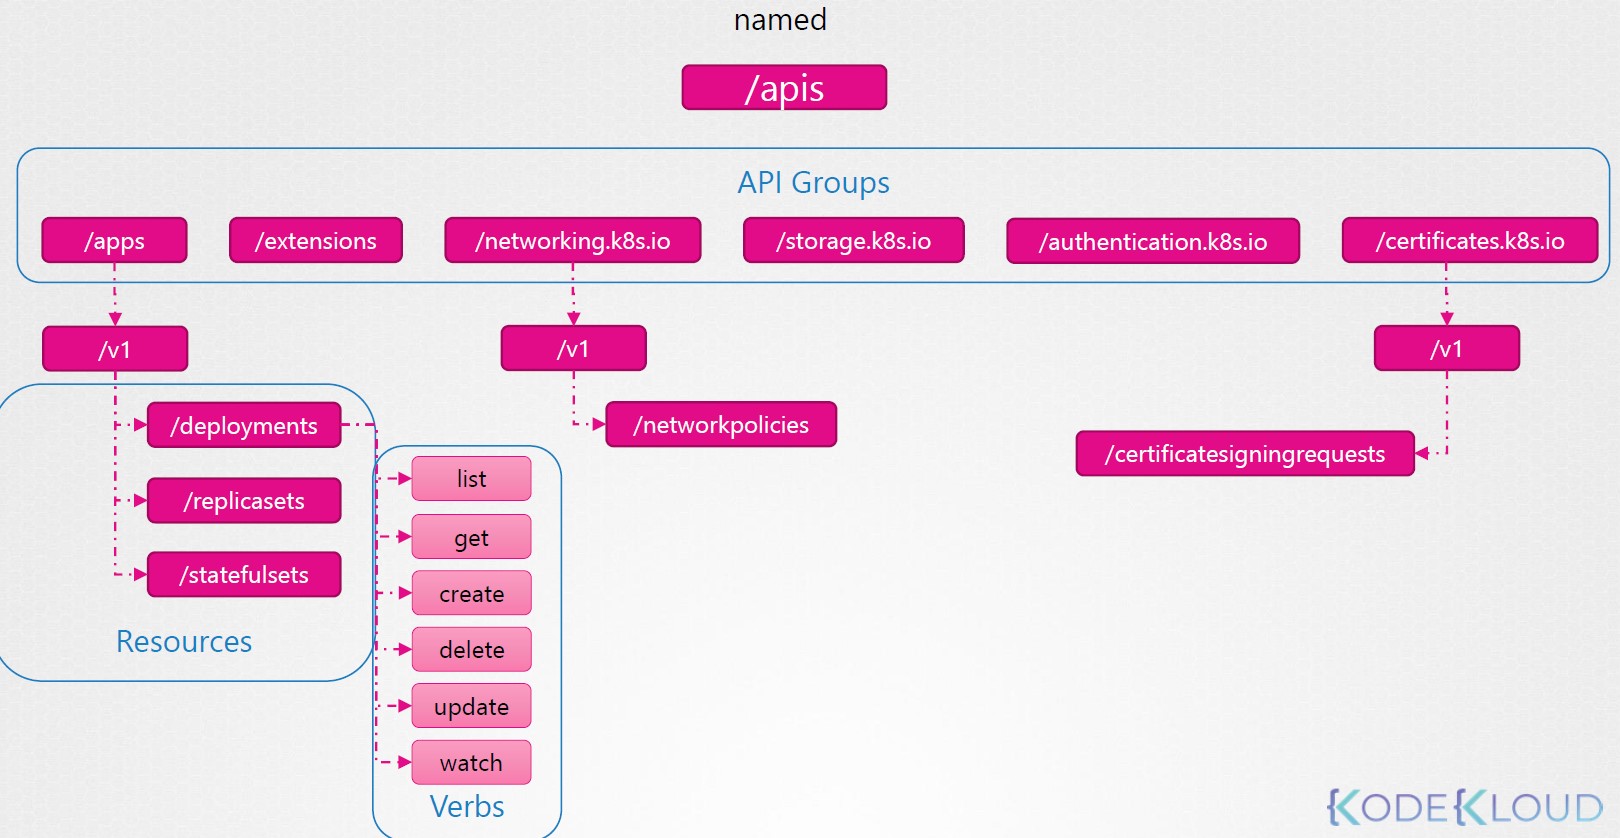 named
/apis
API Groups
/apps
/extensions
/networking.k8s.io
/storage.k8s.io
/authentication.k8s.io
/certificates.k8s.io
/v1
/v1
/v1
/deployments
/replicasets
/statefulsets
Resources
list
get
create
delete
update
watch
Verbs
/networkpolicies
/certificatesigningrequests
KODEKLOUD